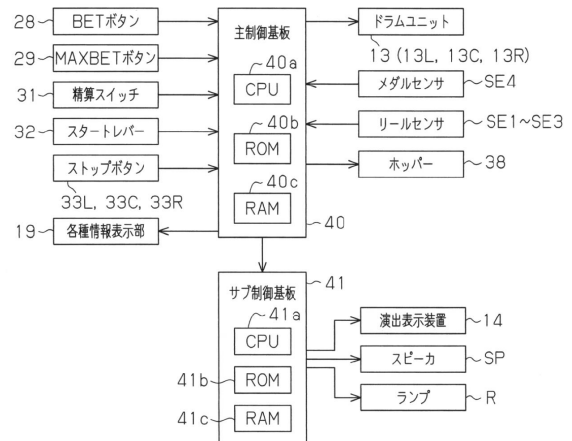 28 BETボタン
29 MAXBETボタン
31 精算スイッチ
32 スタートレバー
ストップボタン
33L, 33C, 33R
19 各種情報表示部
主制御基板
40a
CPU
40b
ROM
40c
RAM
40
ドラムユニット
13 (13L, 13C, 13R)
メダルセンサ SE4
リールセンサ SE1~SE3
ホッパー 38
サブ制御基板 41
41a
CPU
41b ROM
41c RAM
演出表示装置 14
スピーカ SP
ランプ R